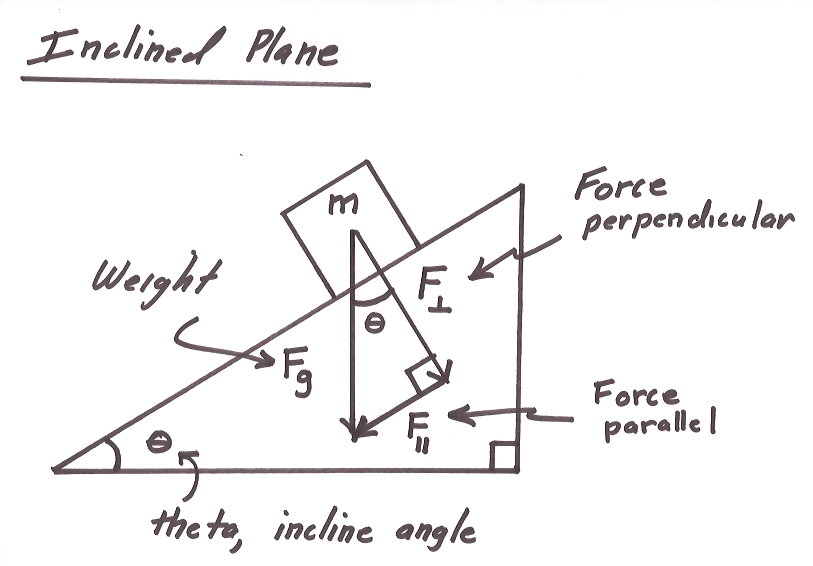 Inclined Plane
m
Force
perpendicular
Weight
F⊥
θ
Fg
Force
parallel
F||
θ
theta, incline angle